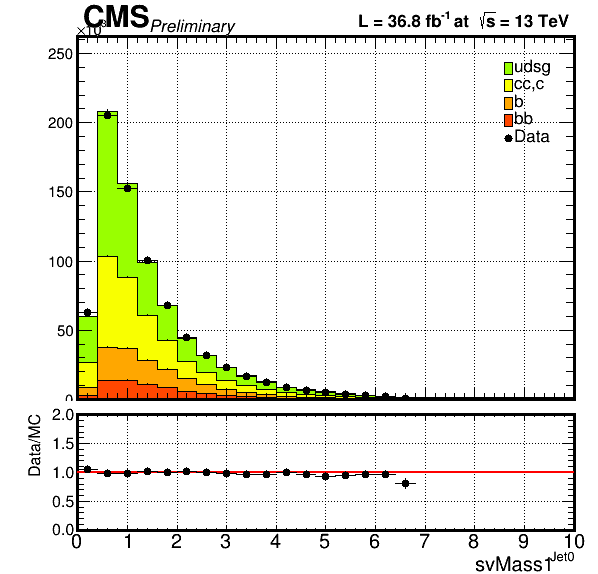 CMS Preliminary L = 36.8 fb⁻¹ at √s = 13 TeV
×10³
250
200
150
100
50
0
udsg
cc,c
b
bb
Data
Data/MC
2.0
1.5
1.0
0.5
0.0
0 1 2 3 4 5 6 7 8 9 10
svMass1 Jet0